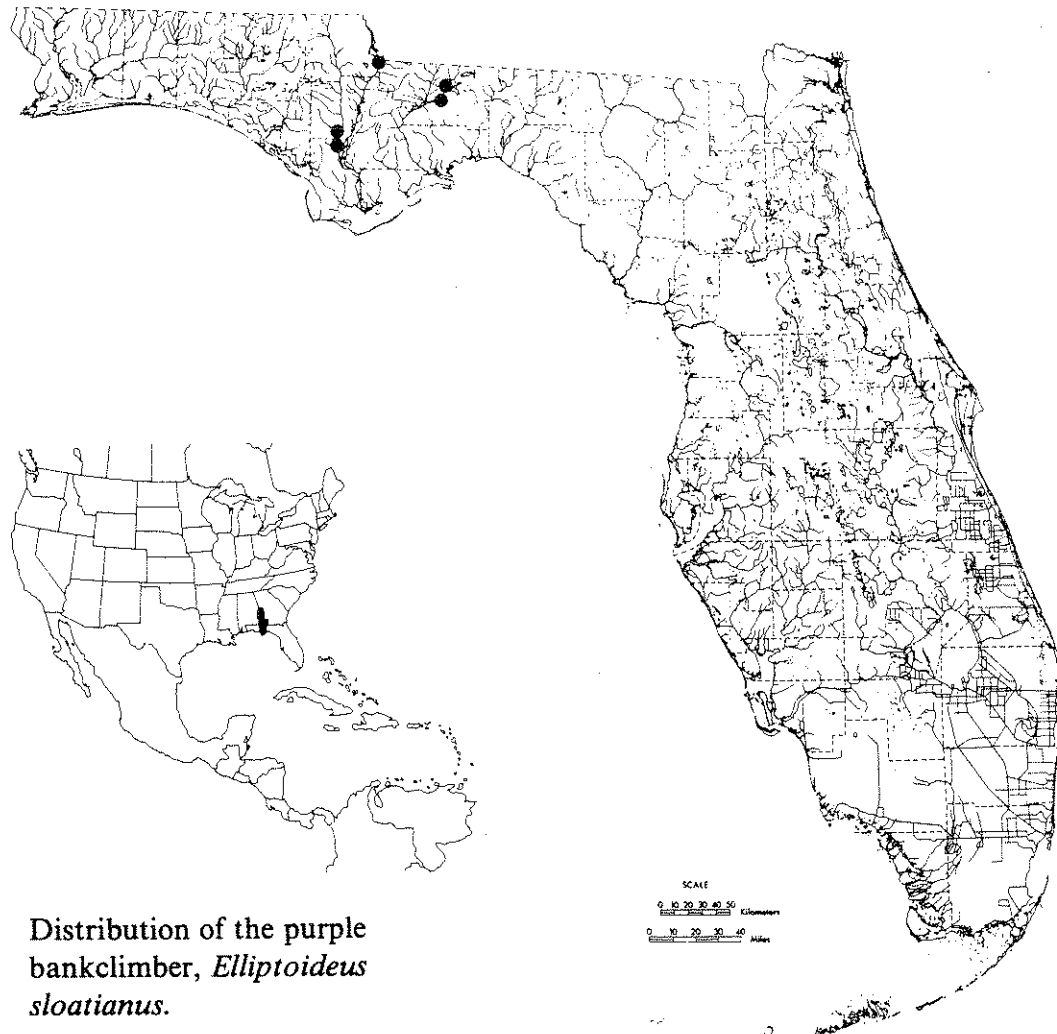 SCALE
0 10 20 30 40 50 Kilometers
0 10 20 30 40 Miles
Distribution of the purple
bankclimber, Elliptoideus
sloatianus.